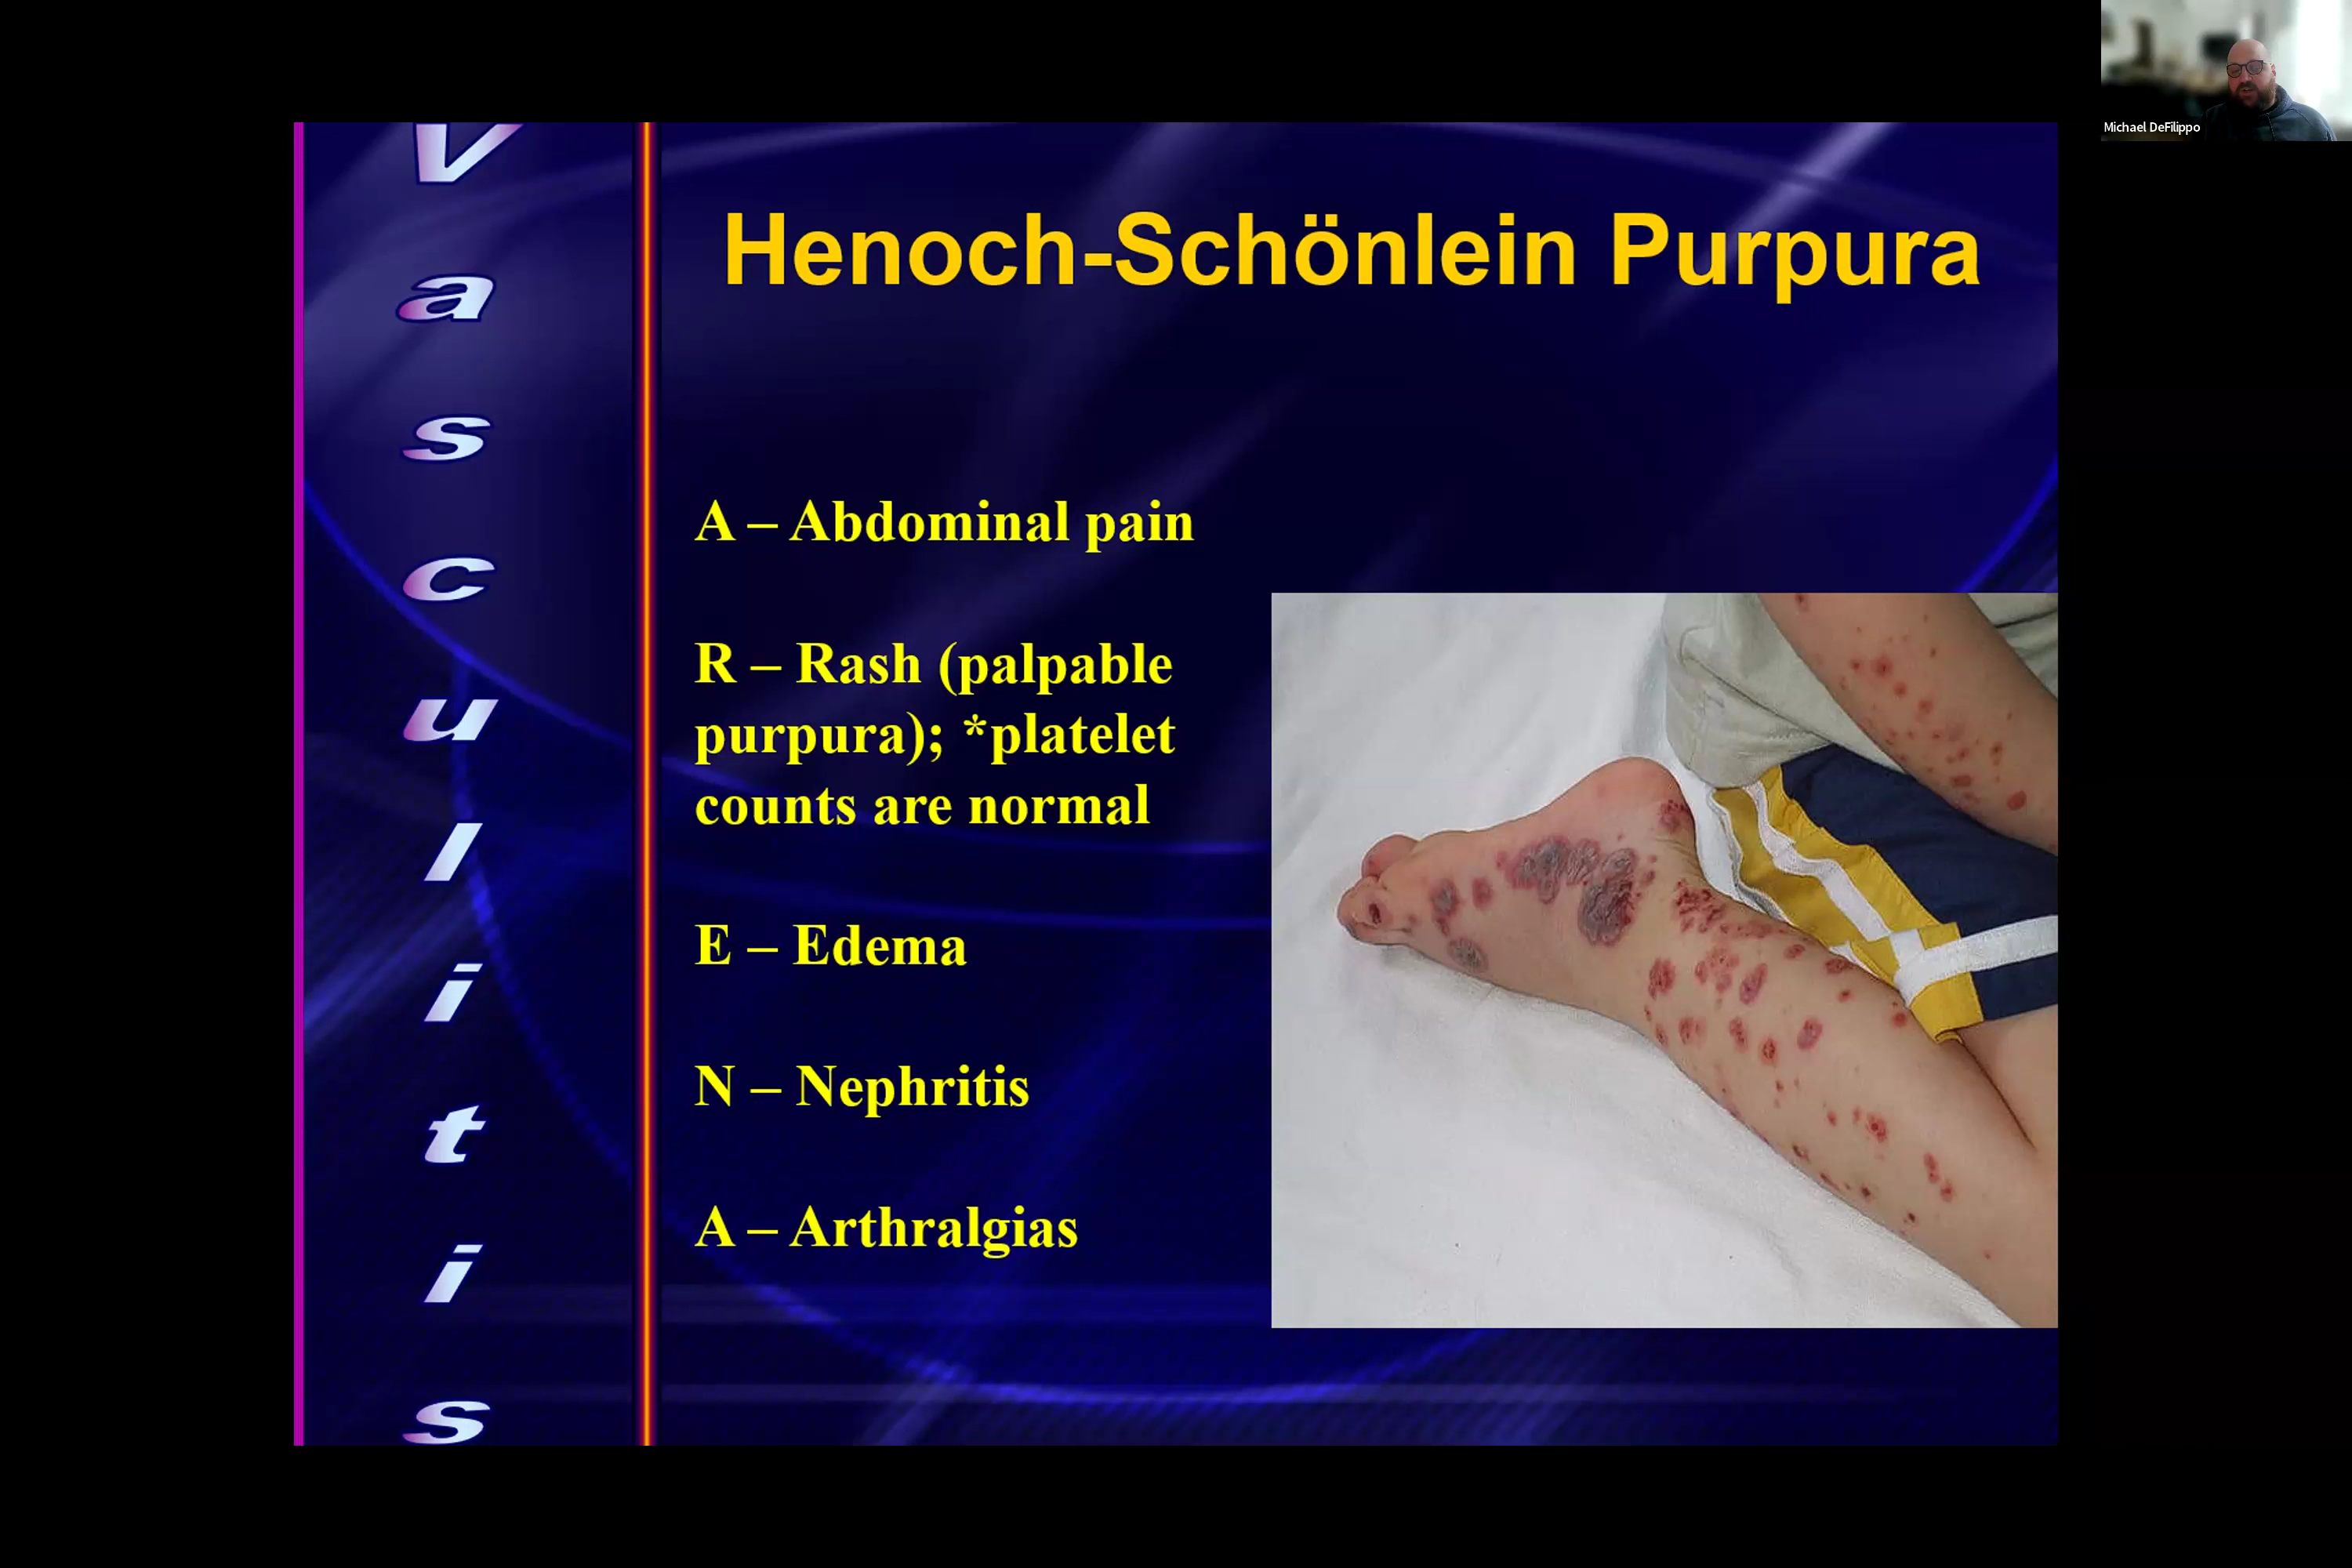 Vasculitis
Henoch-Schönlein Purpura
A – Abdominal pain
R – Rash (palpable
purpura); *platelet
counts are normal
E – Edema
N – Nephritis
A – Arthralgias
Michael DeFilippo